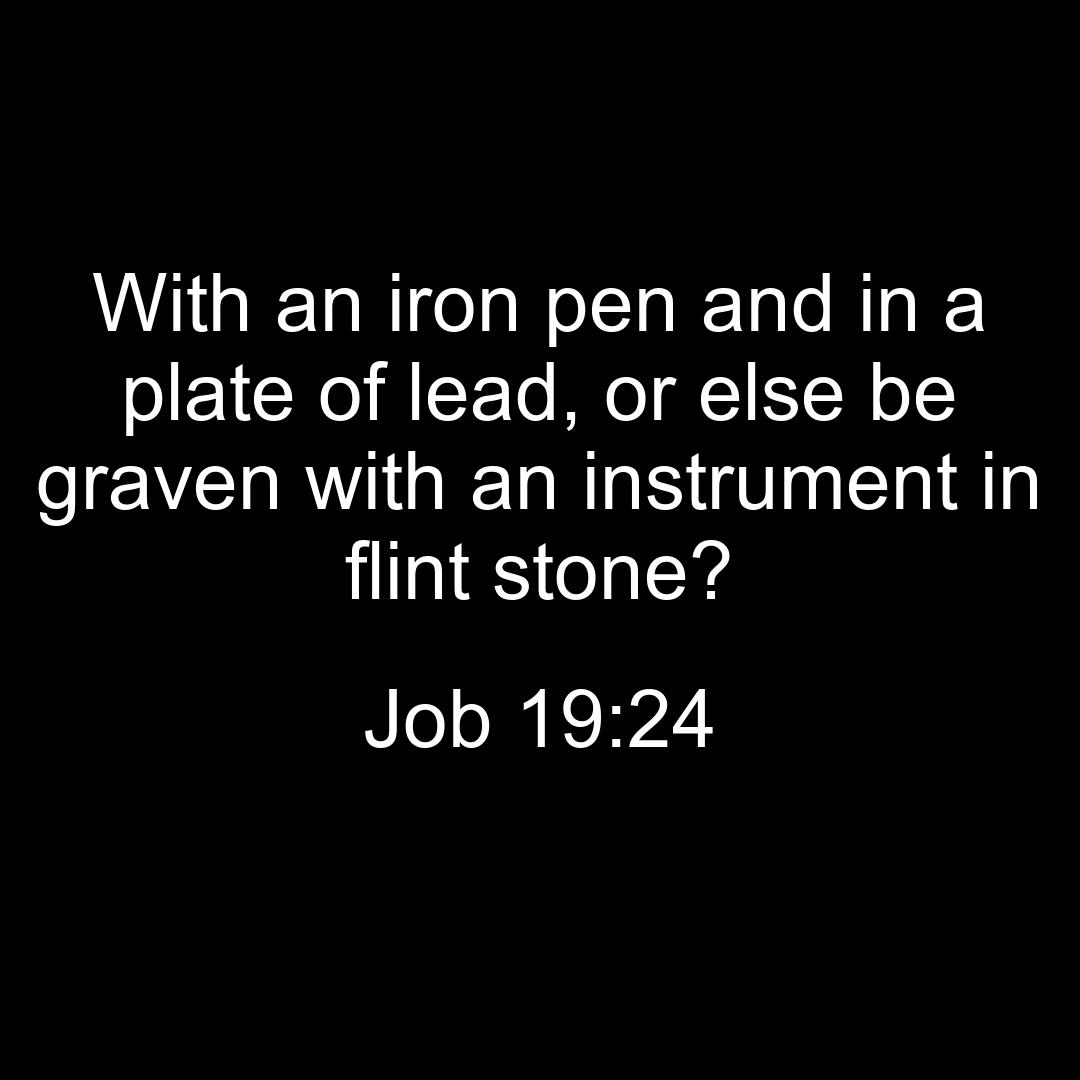 With an iron pen and in a
plate of lead, or else be
graven with an instrument in
flint stone?
Job 19:24